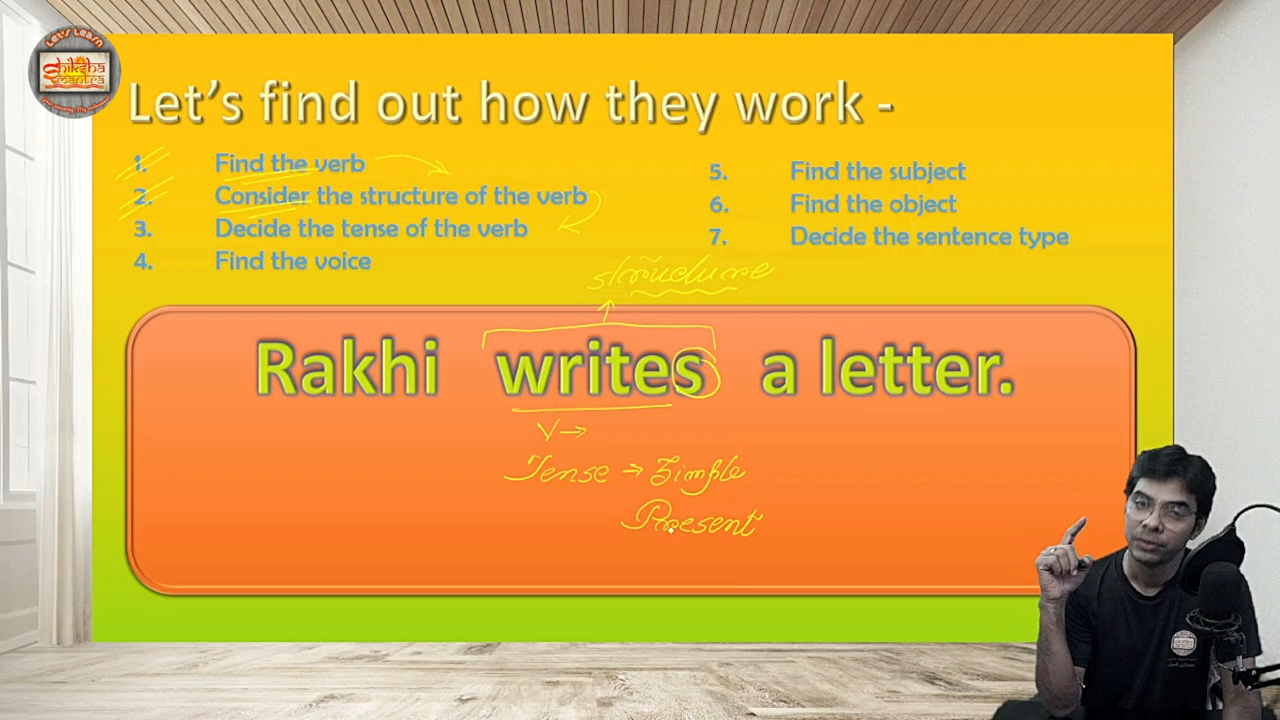 LET'S LEARN
Shiksha
mantra
Let's find out how they work -
1. Find the verb
2. Consider the structure of the verb
3. Decide the tense of the verb
4. Find the voice
5. Find the subject
6. Find the object
7. Decide the sentence type
structure
Rakhi writes a letter.
V →
Tense → Simple
Present